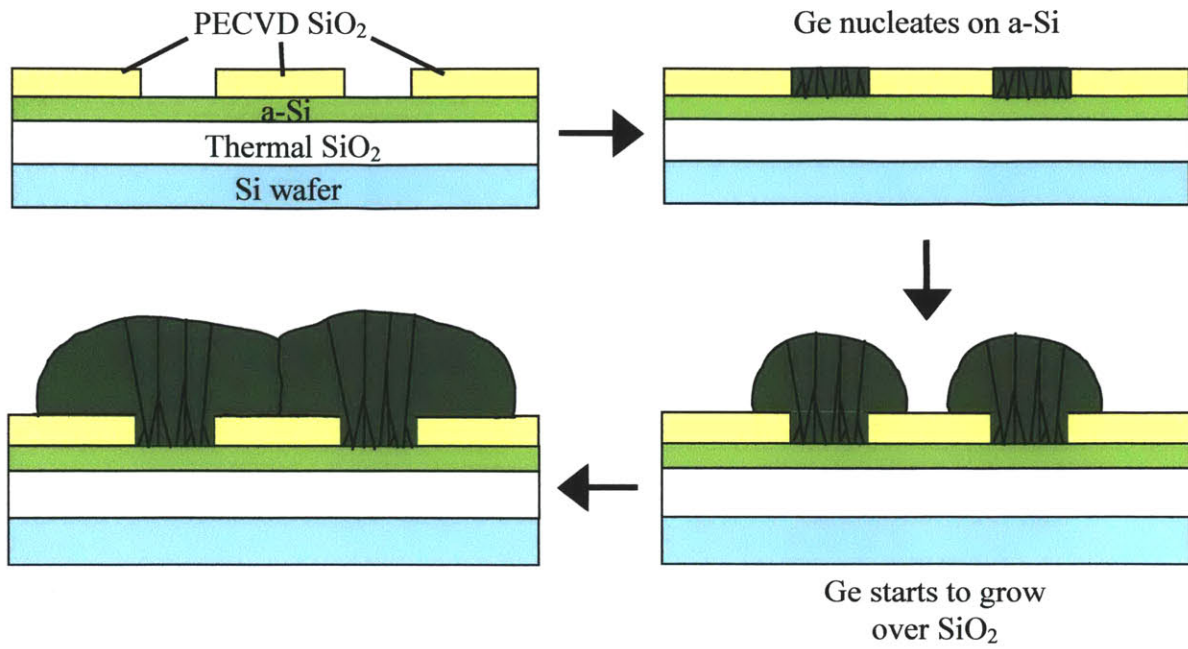 PECVD SiO₂
a-Si
Thermal SiO₂
Si wafer
Ge nucleates on a-Si
Ge starts to grow
over SiO₂